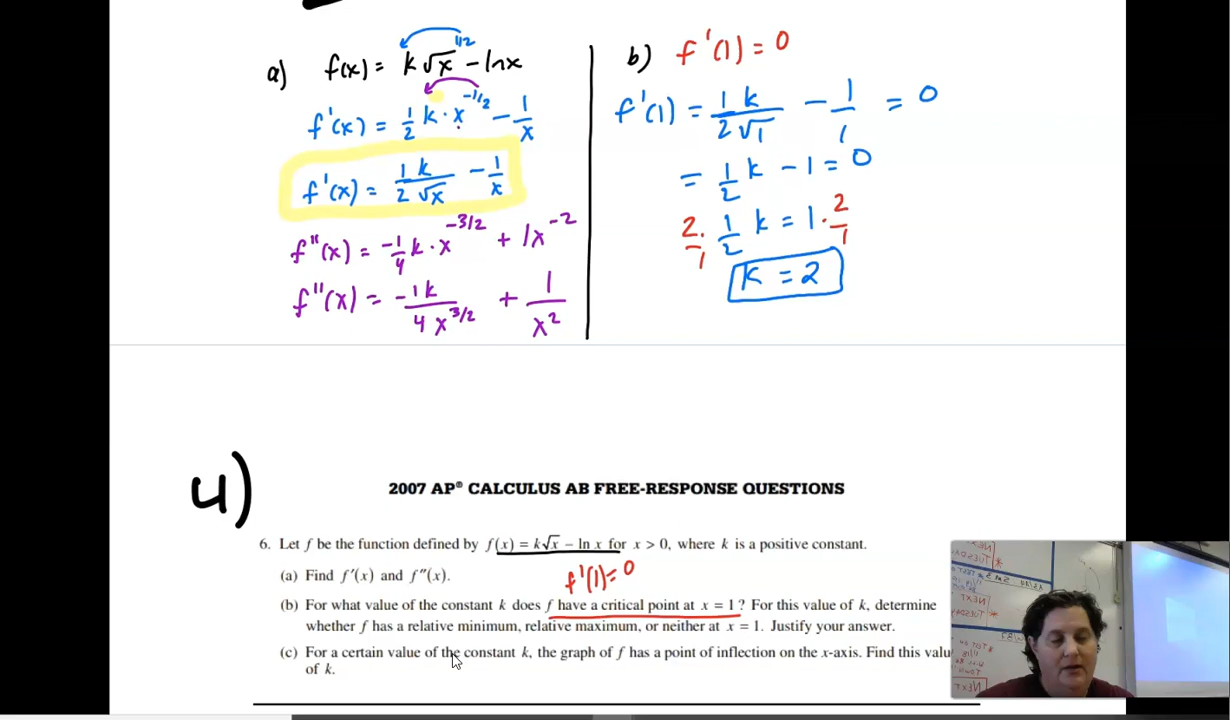 a) f(x) = k√x - lnx
1/2
f'(x) = 1/2 k · x^-1/2 - 1/x
f'(x) = 1k/2√x - 1/x
f"(x) = -1/4 k · x^-3/2 + 1x^-2
f"(x) = -1k/4x^3/2 + 1/x^2
b) f'(1) = 0
f'(1) = 1k/2√1 - 1/1 = 0
= 1/2 k - 1 = 0
2/1 · 1/2 k = 1 · 2/1
k = 2
4)
2007 AP® CALCULUS AB FREE-RESPONSE QUESTIONS
6. Let f be the function defined by f(x) = k√x - ln x for x > 0, where k is a positive constant.
(a) Find f'(x) and f"(x).
f'(1)=0
(b) For what value of the constant k does f have a critical point at x = 1? For this value of k, determine
whether f has a relative minimum, relative maximum, or neither at x = 1. Justify your answer.
(c) For a certain value of the constant k, the graph of f has a point of inflection on the x-axis. Find this valu
of k.